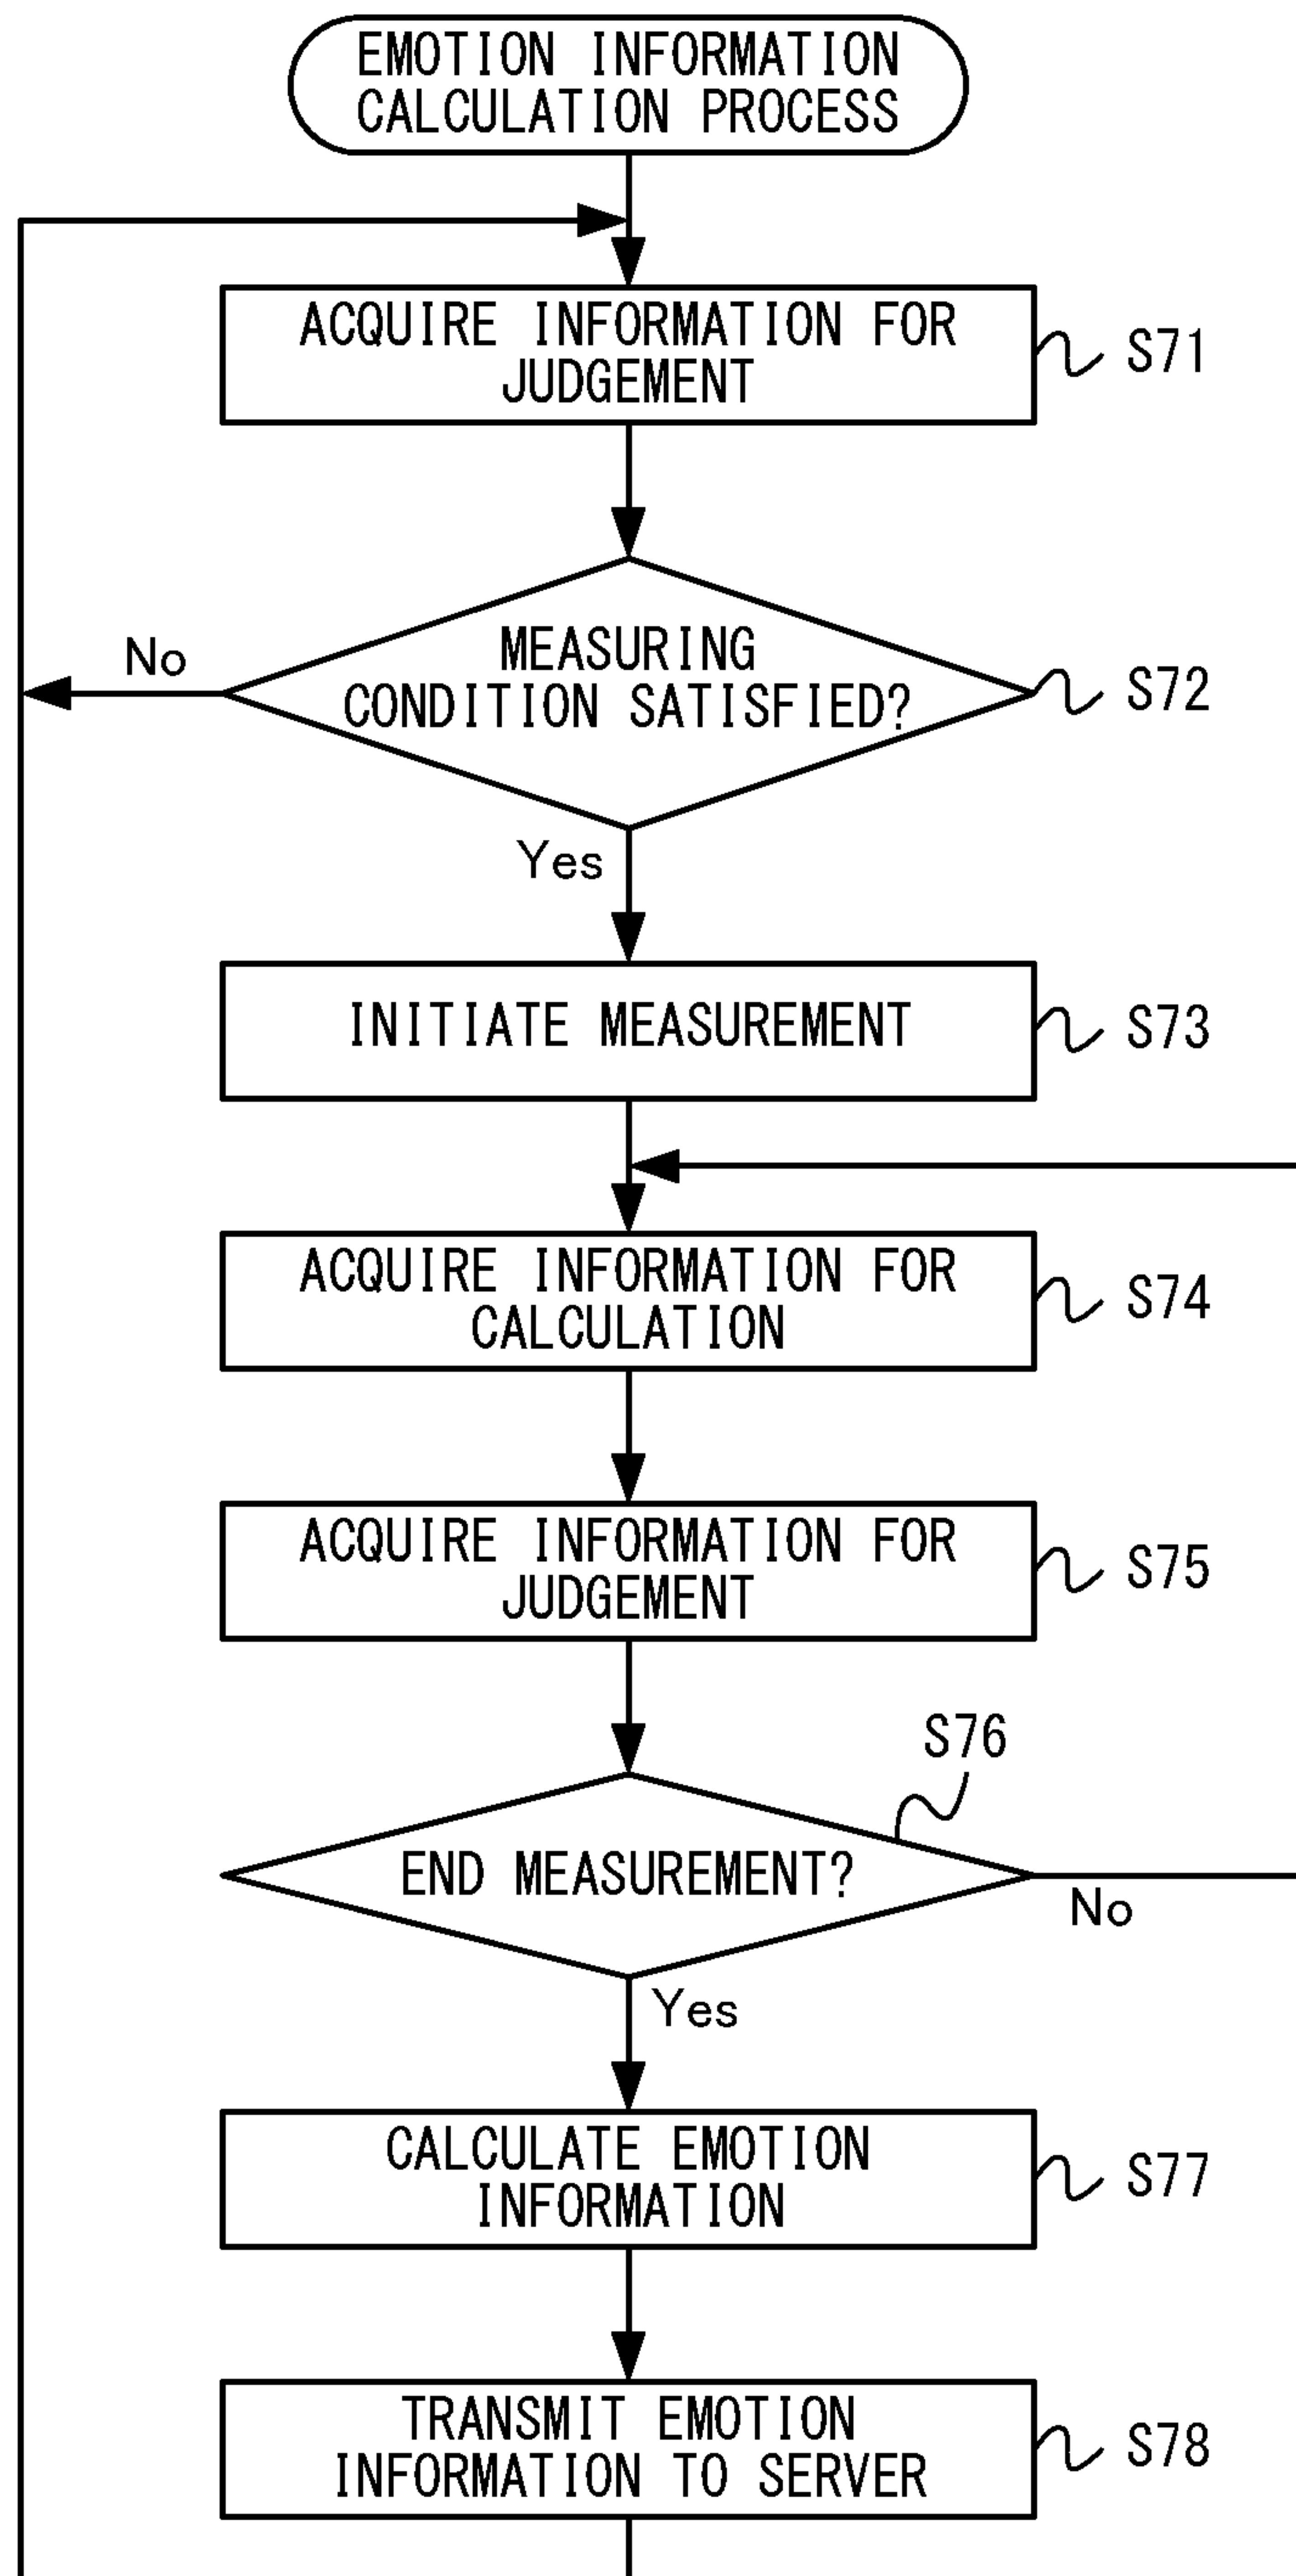 EMOTION INFORMATION
CALCULATION PROCESS
ACQUIRE INFORMATION FOR
JUDGEMENT
S71
No
MEASURING
CONDITION SATISFIED?
S72
Yes
INITIATE MEASUREMENT
S73
ACQUIRE INFORMATION FOR
CALCULATION
S74
ACQUIRE INFORMATION FOR
JUDGEMENT
S75
S76
END MEASUREMENT?
No
Yes
CALCULATE EMOTION
INFORMATION
S77
TRANSMIT EMOTION
INFORMATION TO SERVER
S78